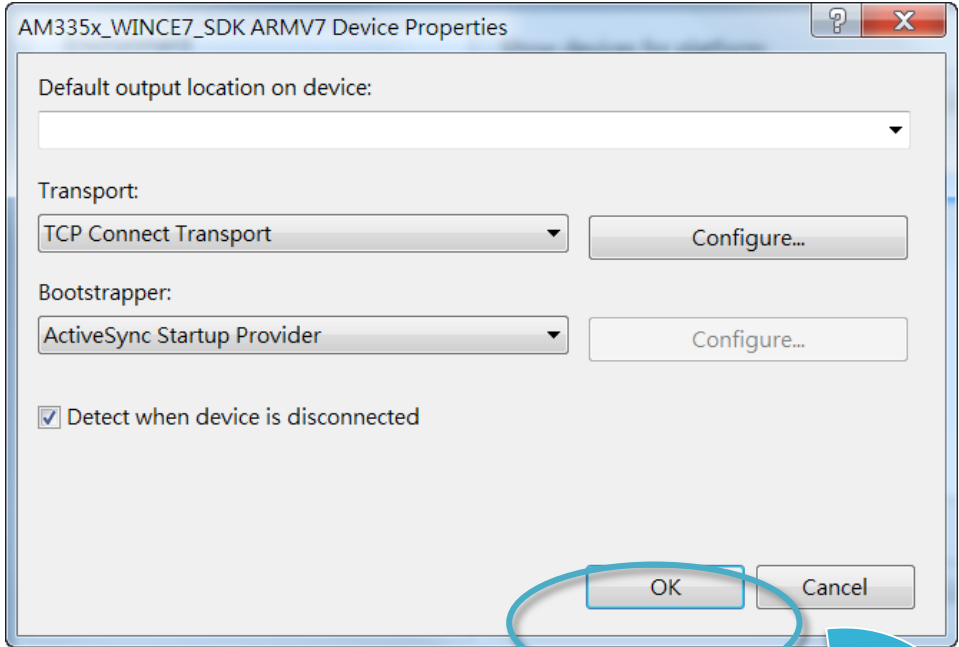 AM335x_WINCE7_SDK ARMV7 Device Properties
Default output location on device:
Transport:
TCP Connect Transport
Configure...
Bootstrapper:
ActiveSync Startup Provider
Configure...
Detect when device is disconnected
OK
Cancel